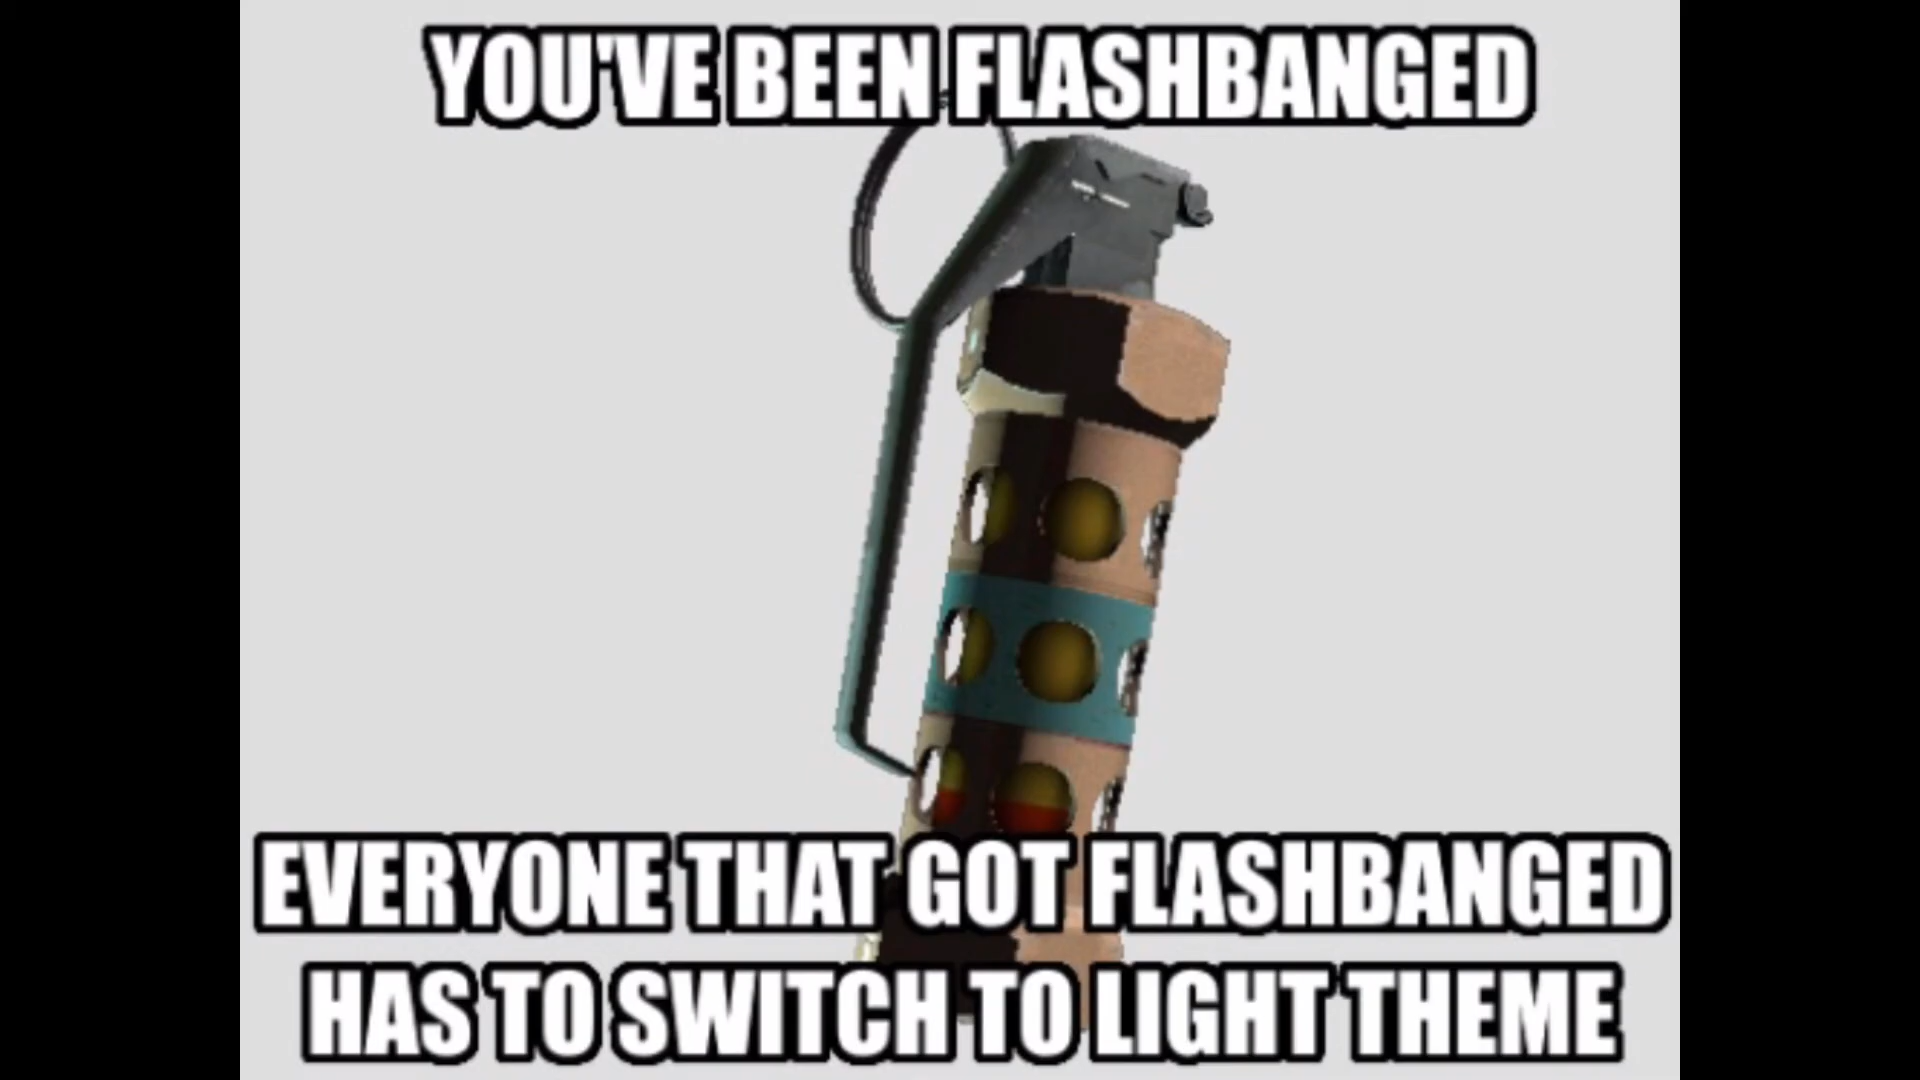 YOU'VE BEEN FLASHBANGED
EVERYONE THAT GOT FLASHBANGED
HAS TO SWITCH TO LIGHT THEME